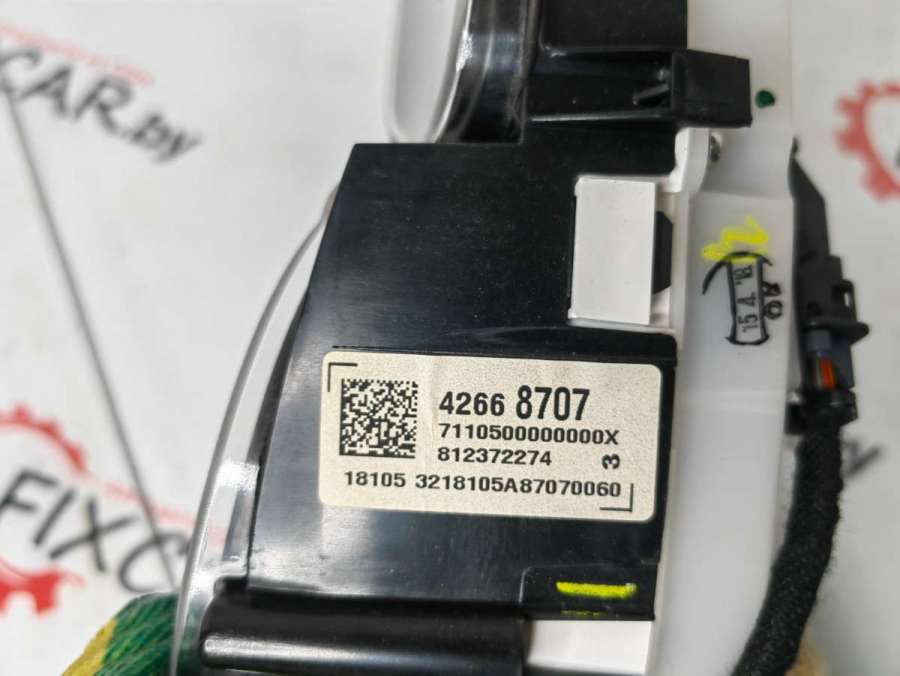 CAR.by
4266 8707
7110500000000X
812372274 3
18105 3218105A87070060
FIXC